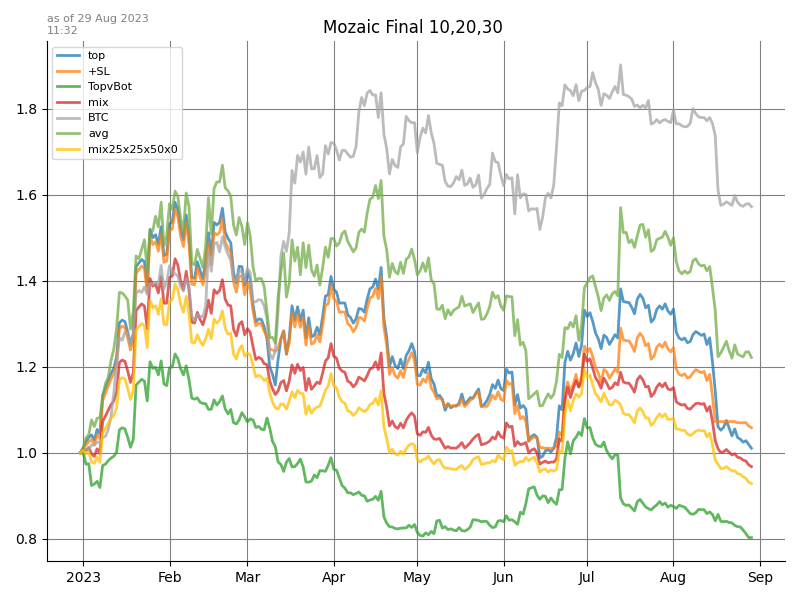 as of 29 Aug 2023
11:32
Mozaic Final 10,20,30
top
+SL
TopvBot
mix
BTC
avg
mix25x25x50x0
1.8
1.6
1.4
1.2
1.0
0.8
2023 Feb Mar Apr May Jun Jul Aug Sep